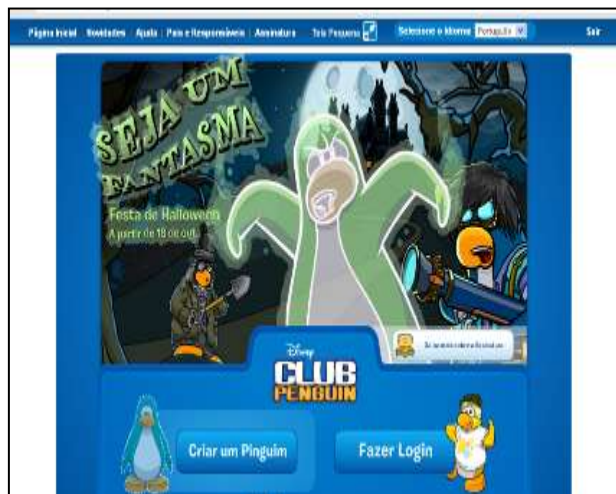 Página Inicial Novidades Ajuda Pais e Responsáveis Assinatura Tela Pequena Selecione o Idioma Português Sair
SEJA UM
FANTASMA
Festa de Halloween
A partir de 18 de out.
Disney
CLUB
PENGUIN
Criar um Pinguim
Fazer Login